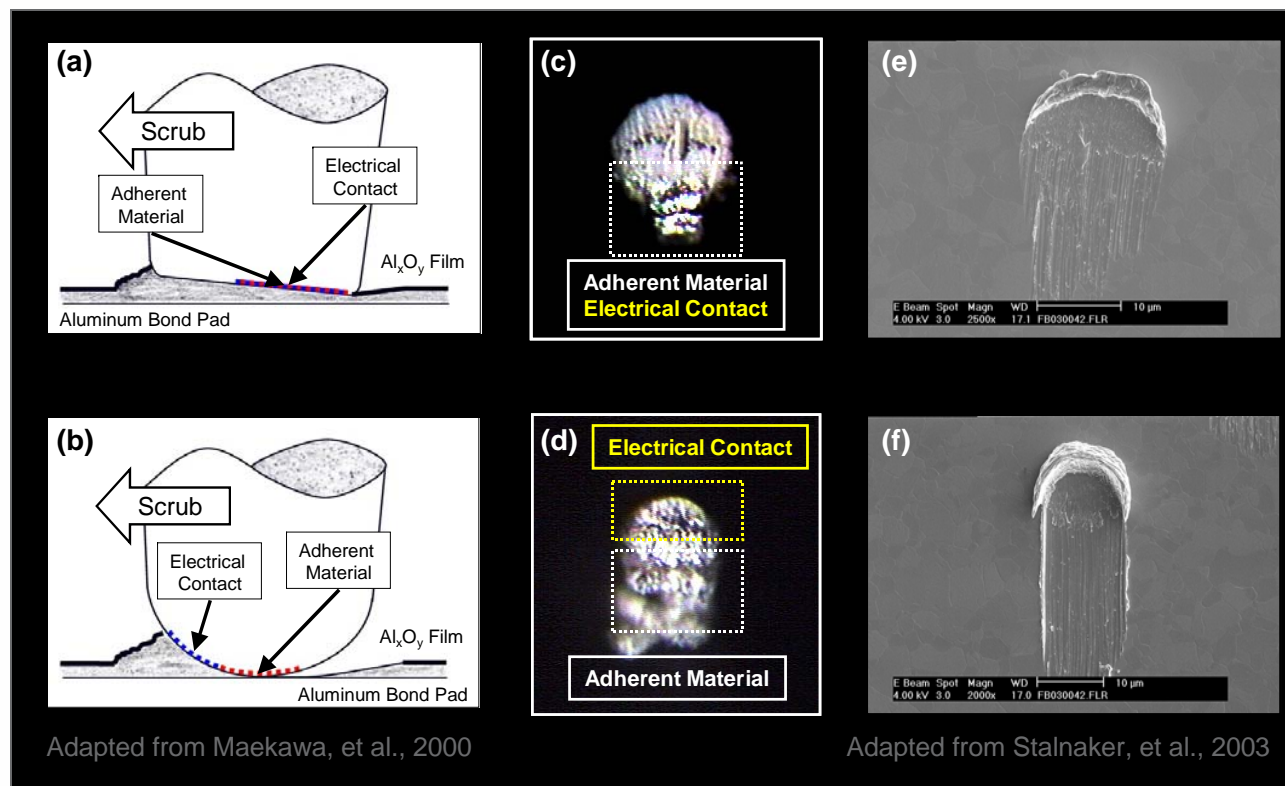 (a)
Scrub
Electrical
Contact
Adherent
Material
AlxOy Film
Aluminum Bond Pad
(c)
Adherent Material
Electrical Contact
(e)
E Beam Spot Magn WD 10 µm
4.00 kV 3.0 2500x 17.1 FB030042.FLR
(b)
Scrub
Electrical
Contact
Adherent
Material
AlxOy Film
Aluminum Bond Pad
(d)
Electrical Contact
Adherent Material
(f)
E Beam Spot Magn WD 10 µm
4.00 kV 3.0 2000x 17.0 FB030042.FLR
Adapted from Maekawa, et al., 2000
Adapted from Stalnaker, et al., 2003